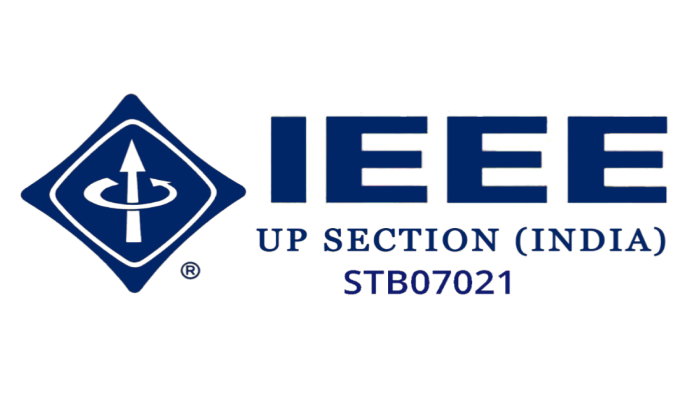 IEEE
UP SECTION (INDIA)
STB07021
®